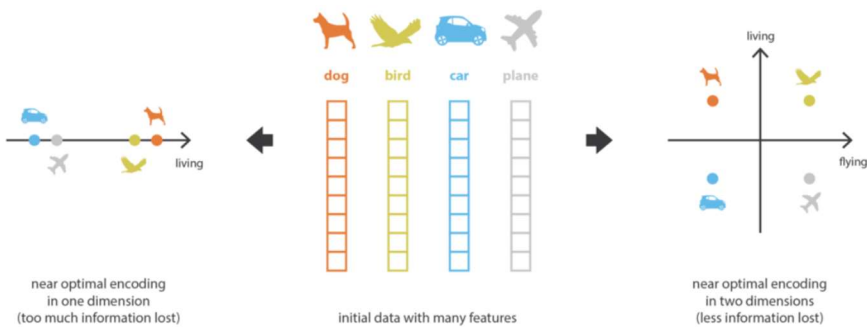 dog bird car plane
living
living
flying
near optimal encoding
in one dimension
(too much information lost)
initial data with many features
near optimal encoding
in two dimensions
(less information lost)